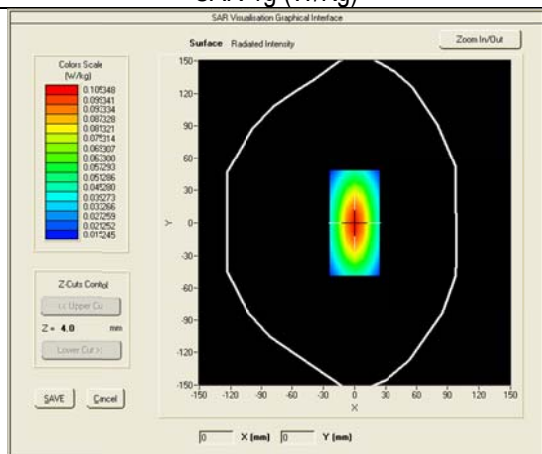 SAR Visualisation Graphical Interface
Surface Radiated Intensity
Zoom In/Out
Colors Scale
(W/kg)
0.105348
0.099341
0.093334
0.087328
0.081321
0.075314
0.069307
0.063300
0.057293
0.051286
0.045280
0.039273
0.033266
0.027259
0.021252
0.015245
Z-Cuts Control
<< Upper Cu
Z = 4.0 mm
Lower Cut >>
SAVE
Cancel
150
120
90
60
30
0
-30
-60
-90
-120
-150
Y
-150 -120 -90 -60 -30 0 30 60 90 120 150
X
0 X (mm) 0 Y (mm)